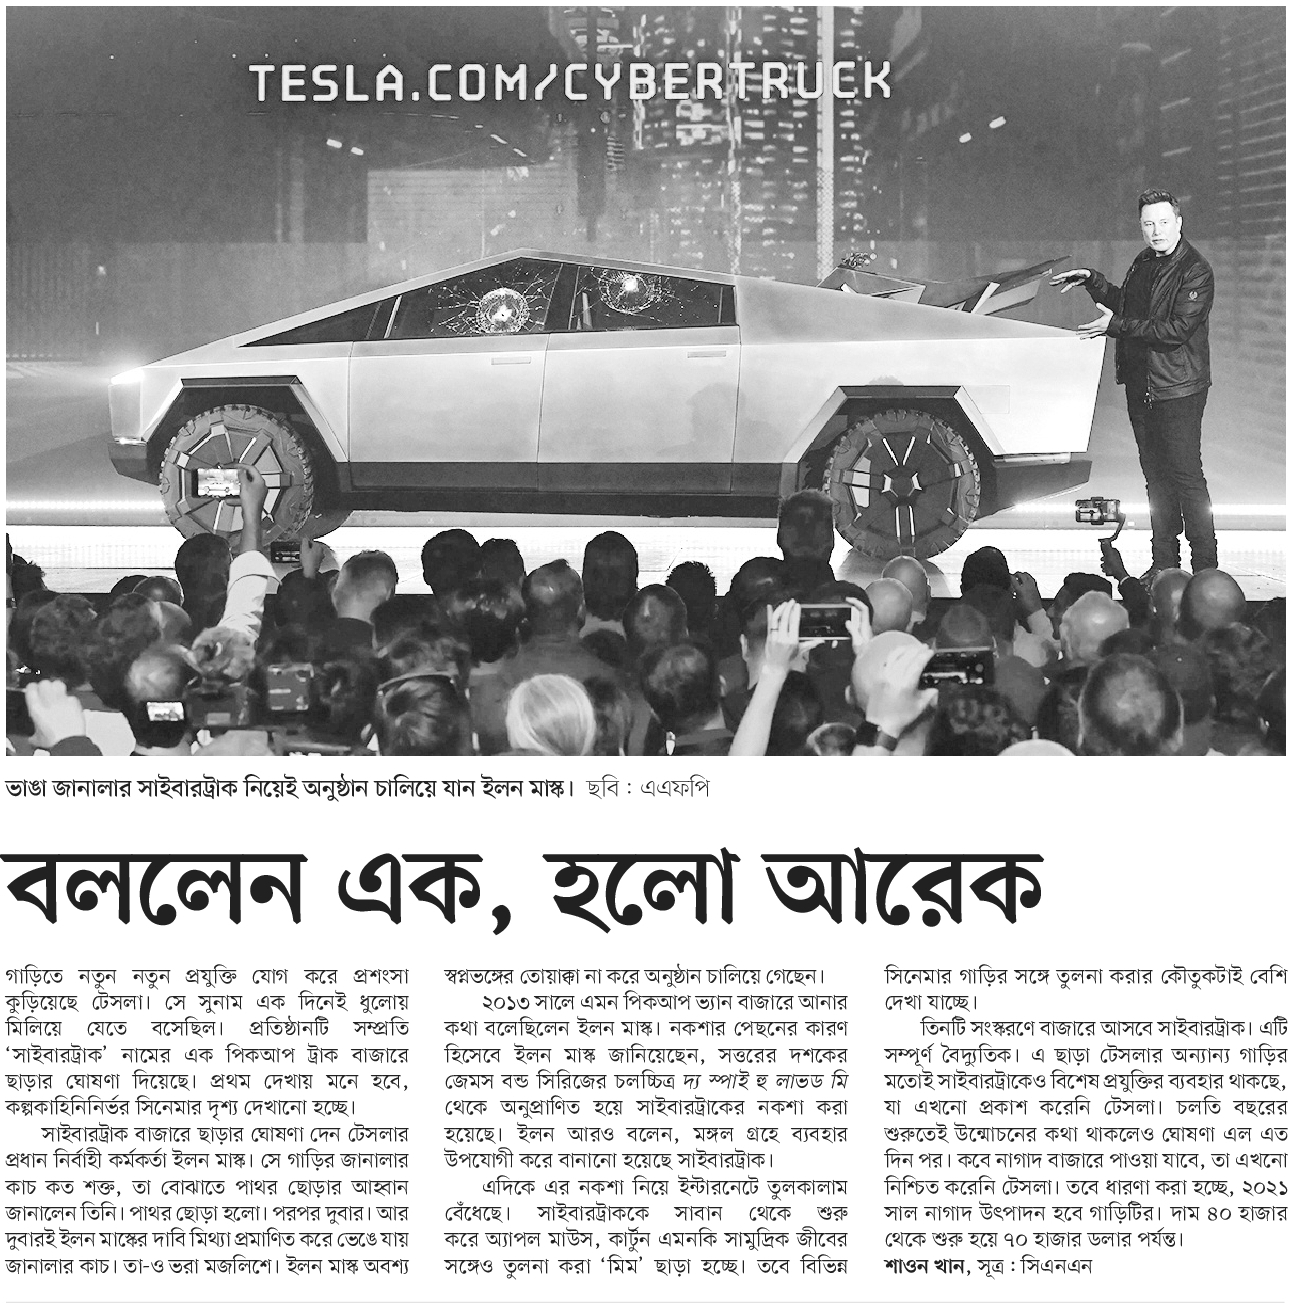 TESLA.COM/CYBERTRUCK
ভাঙা জানালার সাইবারট্রাক নিয়েই অনুষ্ঠান চালিয়ে যান ইলন মাস্ক। ছবি : এএফপি
বললেন এক, হলো আরেক
গাড়িতে নতুন নতুন প্রযুক্তি যোগ করে প্রশংসা
কুড়িয়েছে টেসলা। সে সুনাম এক দিনেই ধুলোয়
মিলিয়ে যেতে বসেছিল। প্রতিষ্ঠানটি সম্প্রতি
‘সাইবারট্রাক’ নামের এক পিকআপ ট্রাক বাজারে
ছাড়ার ঘোষণা দিয়েছে। প্রথম দেখায় মনে হবে,
কল্পকাহিনিনির্ভর সিনেমার দৃশ্য দেখানো হচ্ছে।
সাইবারট্রাক বাজারে ছাড়ার ঘোষণা দেন টেসলার
প্রধান নির্বাহী কর্মকর্তা ইলন মাস্ক। সে গাড়ির জানালার
কাচ কত শক্ত, তা বোঝাতে পাথর ছোড়ার আহ্বান
জানালেন তিনি। পাথর ছোড়া হলো। পরপর দুবার। আর
দুবারই ইলন মাস্কের দাবি মিথ্যা প্রমাণিত করে ভেঙে যায়
জানালার কাচ। তা-ও ভরা মজলিশে। ইলন মাস্ক অবশ্য
স্বপ্নভঙ্গের তোয়াক্কা না করে অনুষ্ঠান চালিয়ে গেছেন।
২০১৩ সালে এমন পিকআপ ভ্যান বাজারে আনার
কথা বলেছিলেন ইলন মাস্ক। নকশার পেছনের কারণ
হিসেবে ইলন মাস্ক জানিয়েছেন, সত্তরের দশকের
জেমস বন্ড সিরিজের চলচ্চিত্র দ্য স্পাই হু লাভড মি
থেকে অনুপ্রাণিত হয়ে সাইবারট্রাকের নকশা করা
হয়েছে। ইলন আরও বলেন, মঙ্গল গ্রহে ব্যবহার
উপযোগী করে বানানো হয়েছে সাইবারট্রাক।
এদিকে এর নকশা নিয়ে ইন্টারনেটে তুলকালাম
বেঁধেছে। সাইবারট্রাককে সাবান থেকে শুরু
করে অ্যাপল মাউস, কার্টুন এমনকি সামুদ্রিক জীবের
সঙ্গেও তুলনা করা ‘মিম’ ছাড়া হচ্ছে। তবে বিভিন্ন
সিনেমার গাড়ির সঙ্গে তুলনা করার কৌতুকটাই বেশি
দেখা যাচ্ছে।
তিনটি সংস্করণে বাজারে আসবে সাইবারট্রাক। এটি
সম্পূর্ণ বৈদ্যুতিক। এ ছাড়া টেসলার অন্যান্য গাড়ির
মতোই সাইবারট্রাকেও বিশেষ প্রযুক্তির ব্যবহার থাকছে,
যা এখনো প্রকাশ করেনি টেসলা। চলতি বছরের
শুরুতেই উন্মোচনের কথা থাকলেও ঘোষণা এল এত
দিন পর। কবে নাগাদ বাজারে পাওয়া যাবে, তা এখনো
নিশ্চিত করেনি টেসলা। তবে ধারণা করা হচ্ছে, ২০২১
সাল নাগাদ উৎপাদন হবে গাড়িটির। দাম ৪০ হাজার
থেকে শুরু হয়ে ৭০ হাজার ডলার পর্যন্ত।
শাওন খান, সূত্র : সিএনএন